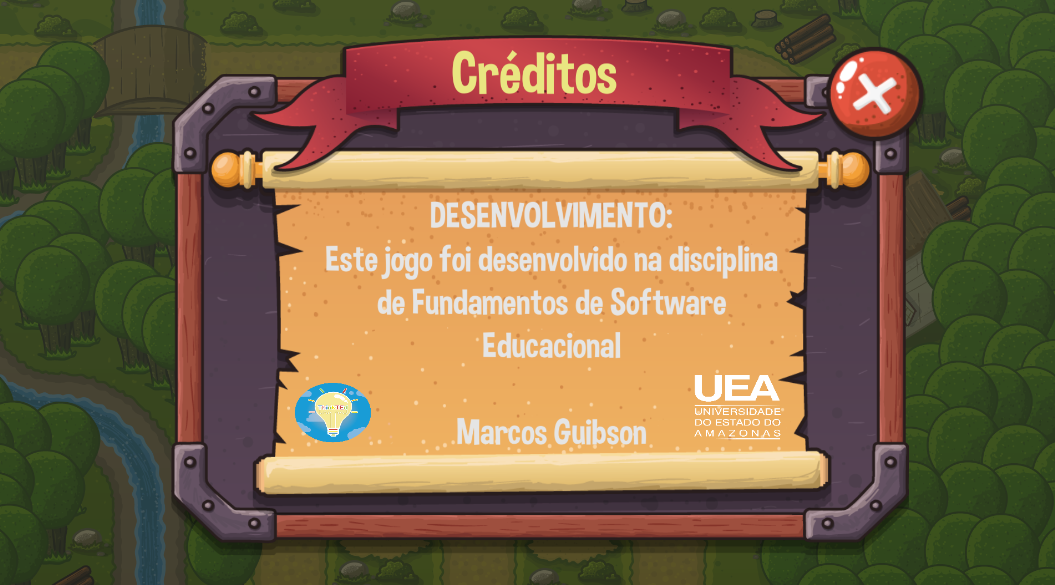 Créditos
DESENVOLVIMENTO:
Este jogo foi desenvolvido na disciplina
de Fundamentos de Software
Educacional
Marcos Guibson
UEA
UNIVERSIDADE
DO ESTADO DO
AMAZONAS